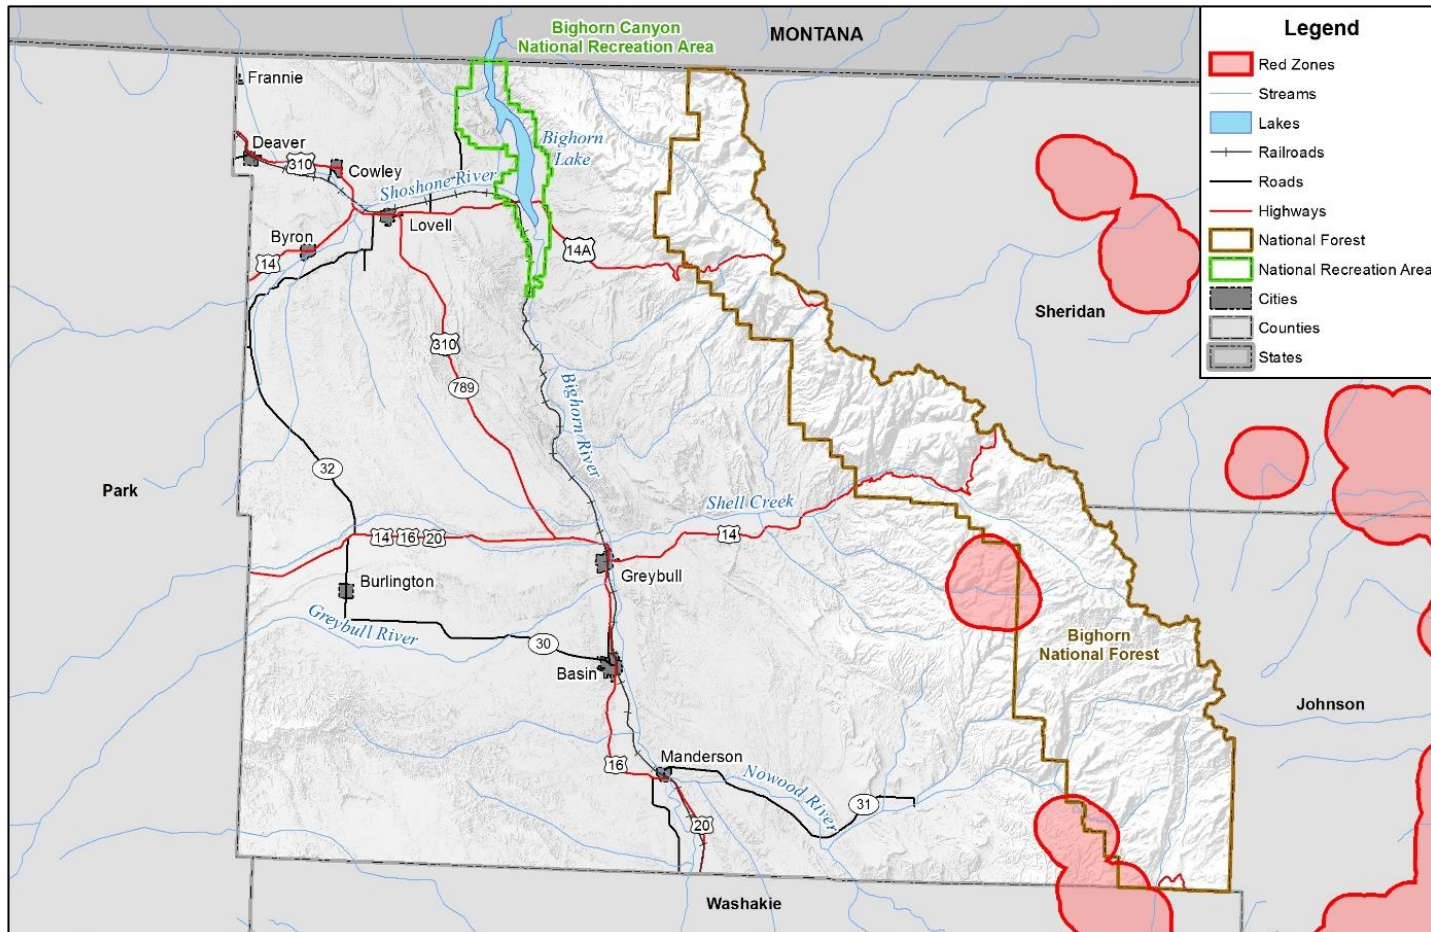 Bighorn Canyon
National Recreation Area
MONTANA
Legend
Red Zones
Streams
Lakes
Railroads
Roads
Highways
National Forest
National Recreation Area
Cities
Counties
States
Frannie
Deaver
310
Cowley
Shoshone River
Bighorn
Lake
Byron
Lovell
14
14A
Sheridan
310
789
Bighorn River
Park
32
Shell Creek
14 16 20
14
Burlington
Greybull
Greybull River
30
Basin
Bighorn
National Forest
Johnson
Manderson
16
Nowood River
31
20
Washakie